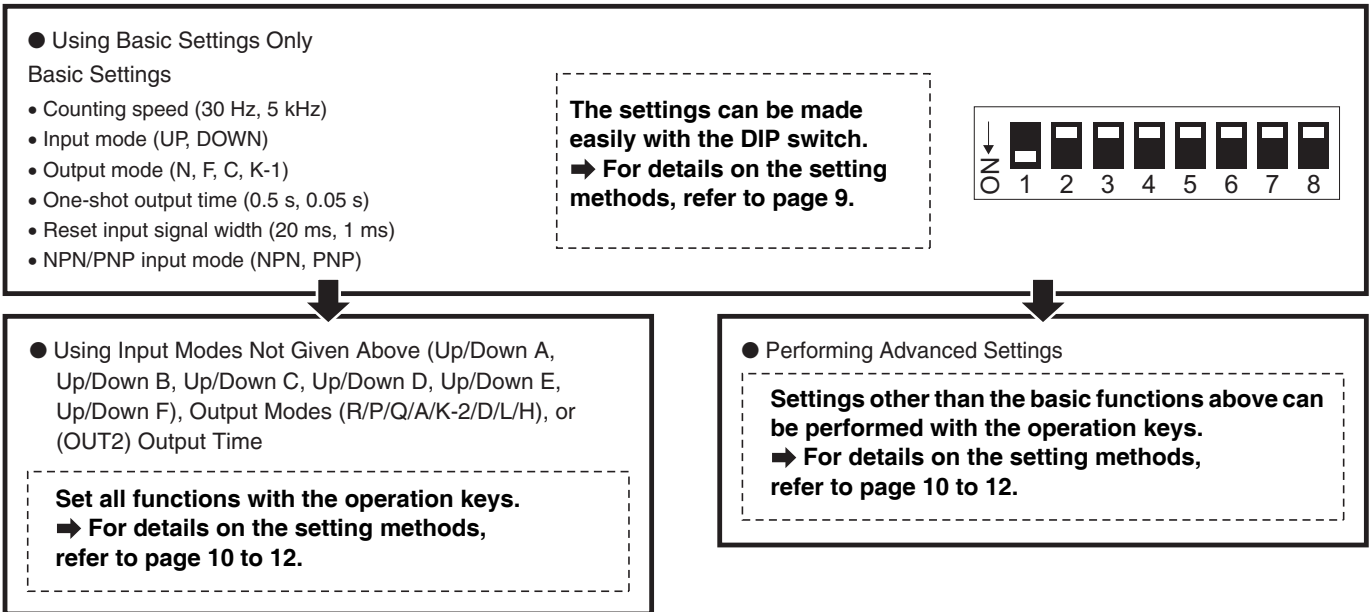 ● Using Basic Settings Only
Basic Settings
• Counting speed (30 Hz, 5 kHz)
• Input mode (UP, DOWN)
• Output mode (N, F, C, K-1)
• One-shot output time (0.5 s, 0.05 s)
• Reset input signal width (20 ms, 1 ms)
• NPN/PNP input mode (NPN, PNP)
The settings can be made
easily with the DIP switch.
➡ For details on the setting
methods, refer to page 9.
ON
1 2 3 4 5 6 7 8
● Using Input Modes Not Given Above (Up/Down A,
Up/Down B, Up/Down C, Up/Down D, Up/Down E,
Up/Down F), Output Modes (R/P/Q/A/K-2/D/L/H), or
(OUT2) Output Time
Set all functions with the operation keys.
➡ For details on the setting methods,
refer to page 10 to 12.
● Performing Advanced Settings
Settings other than the basic functions above can
be performed with the operation keys.
➡ For details on the setting methods,
refer to page 10 to 12.